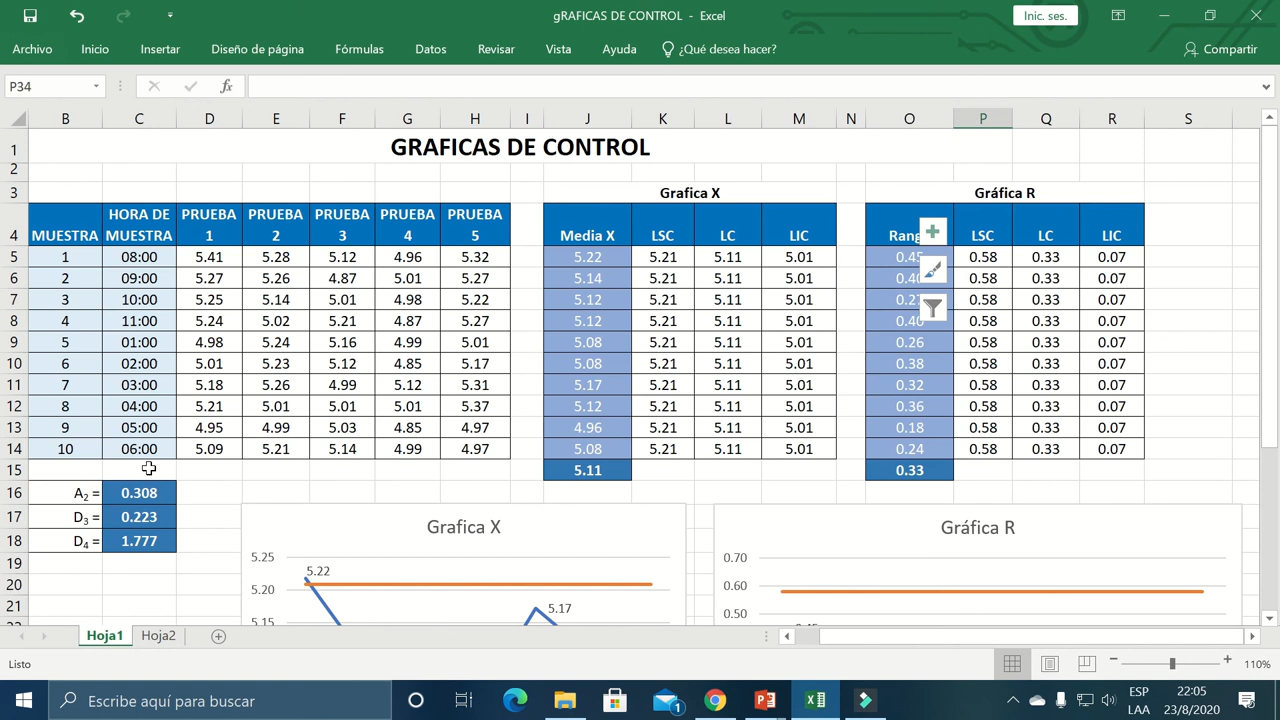 gRAFICAS DE CONTROL - Excel
Inic. ses.
Archivo Inicio Insertar Diseño de página Fórmulas Datos Revisar Vista Ayuda ¿Qué desea hacer? Compartir
P34 fx
B C D E F G H I J K L M N O P Q R S
1 GRAFICAS DE CONTROL
2
3 Grafica X Gráfica R
4 MUESTRA HORA DE MUESTRA PRUEBA 1 PRUEBA 2 PRUEBA 3 PRUEBA 4 PRUEBA 5 Media X LSC LC LIC Rang LSC LC LIC
5 1 08:00 5.41 5.28 5.12 4.96 5.32 5.22 5.21 5.11 5.01 0.45 0.58 0.33 0.07
6 2 09:00 5.27 5.26 4.87 5.01 5.27 5.14 5.21 5.11 5.01 0.40 0.58 0.33 0.07
7 3 10:00 5.25 5.14 5.01 4.98 5.22 5.12 5.21 5.11 5.01 0.27 0.58 0.33 0.07
8 4 11:00 5.24 5.02 5.21 4.87 5.27 5.12 5.21 5.11 5.01 0.40 0.58 0.33 0.07
9 5 01:00 4.98 5.24 5.16 4.99 5.01 5.08 5.21 5.11 5.01 0.26 0.58 0.33 0.07
10 6 02:00 5.01 5.23 5.12 4.85 5.17 5.08 5.21 5.11 5.01 0.38 0.58 0.33 0.07
11 7 03:00 5.18 5.26 4.99 5.12 5.31 5.17 5.21 5.11 5.01 0.32 0.58 0.33 0.07
12 8 04:00 5.21 5.01 5.01 5.01 5.37 5.12 5.21 5.11 5.01 0.36 0.58 0.33 0.07
13 9 05:00 4.95 4.99 5.03 4.85 4.97 4.96 5.21 5.11 5.01 0.18 0.58 0.33 0.07
14 10 06:00 5.09 5.21 5.14 4.99 4.97 5.08 5.21 5.11 5.01 0.24 0.58 0.33 0.07
15 5.11 0.33
16 A₂ = 0.308
17 D₃ = 0.223
18 D₄ = 1.777
19
20
21
Grafica X
5.25
5.22
5.20
5.17
5.15
Gráfica R
0.70
0.60
0.50
Hoja1 Hoja2
Listo 110%
Escribe aquí para buscar
1
ESP
LAA
22:05
23/8/2020